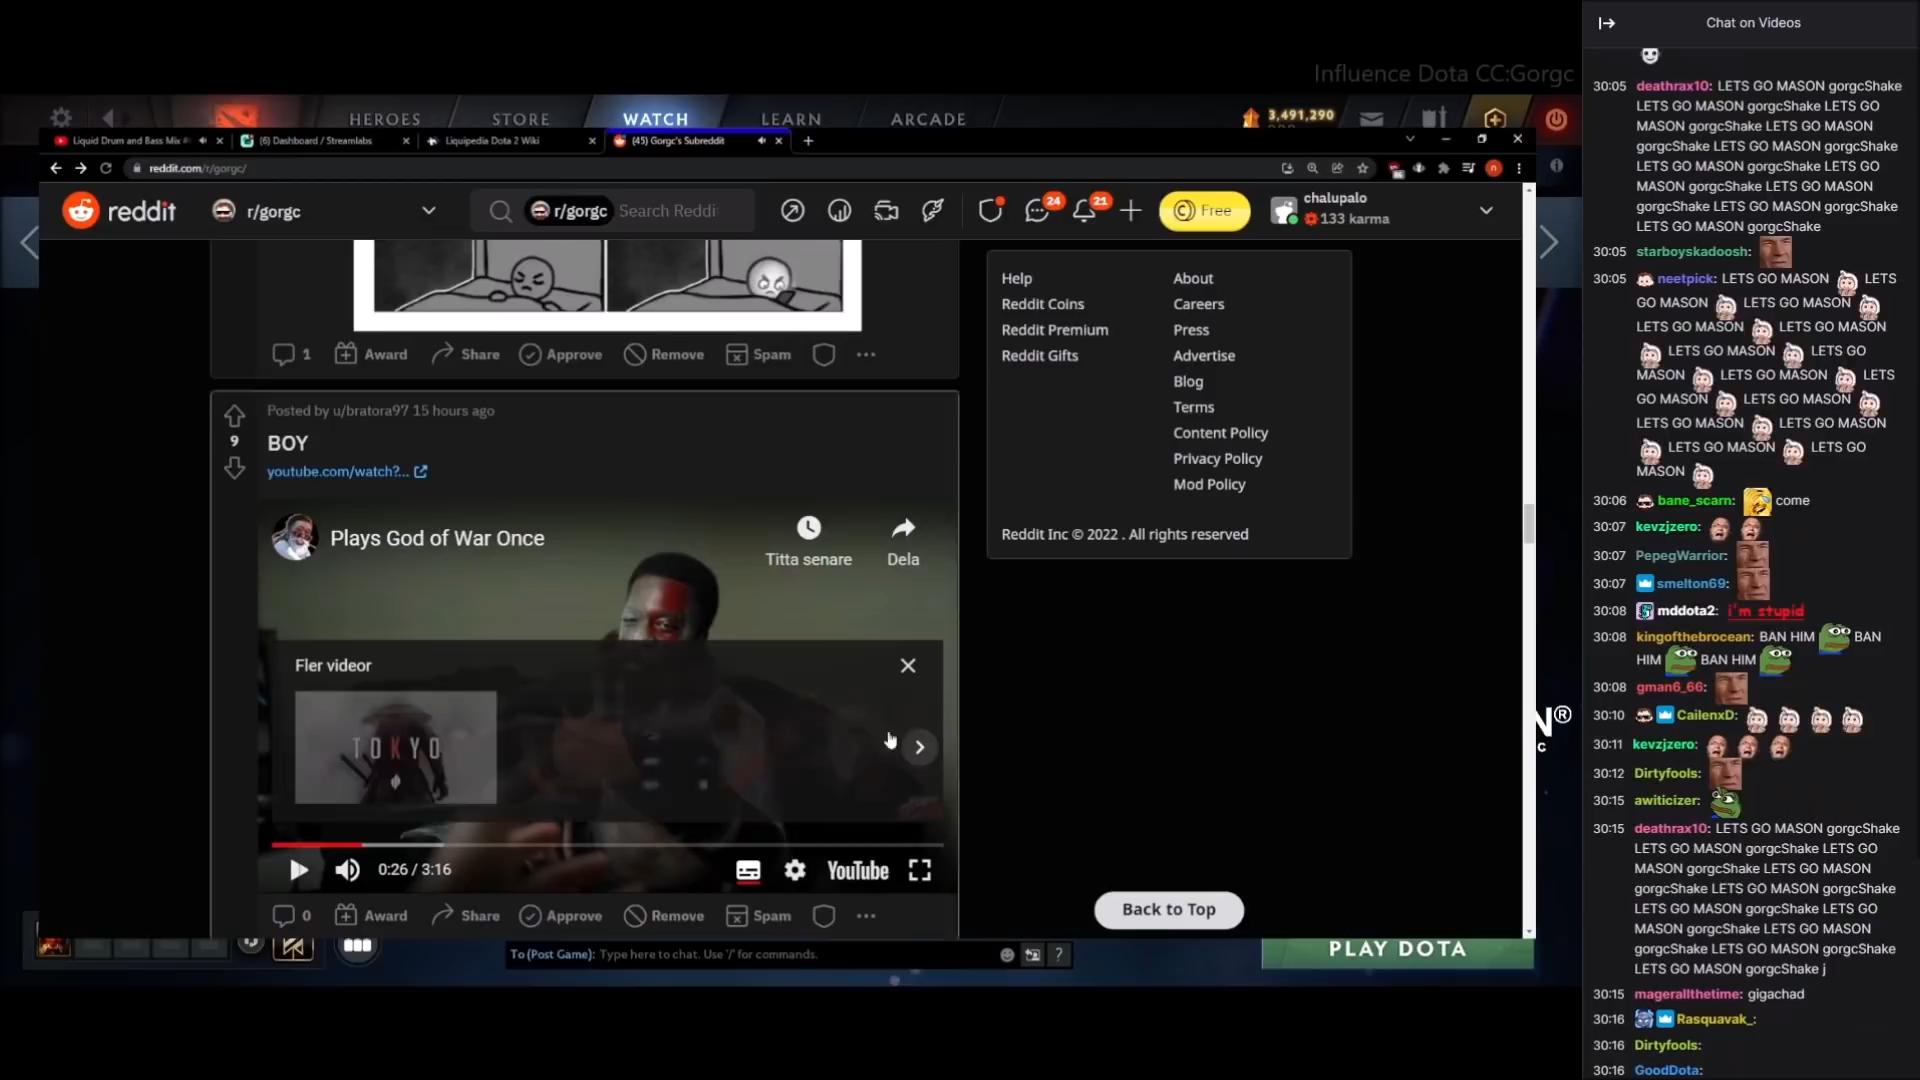 Influence Dota CC:Gorgc
HEROES
STORE
WATCH
LEARN
ARCADE
3,491,290
Liquid Drum and Bass Mix #
(6) Dashboard / Streamlabs
Liquipedia Dota 2 Wiki
(45) Gorgc's Subreddit
reddit.com/r/gorgc/
reddit
r/gorgc
r/gorgc
Search Reddi
24
21
Free
chalupalo
133 karma
1
Award
Share
Approve
Remove
Spam
Posted by u/bratora97 15 hours ago
9
BOY
youtube.com/watch?...
Plays God of War Once
Titta senare
Dela
Fler videor
TOKYO
0:26 / 3:16
YouTube
0
Award
Share
Approve
Remove
Spam
Help
Reddit Coins
Reddit Premium
Reddit Gifts
About
Careers
Press
Advertise
Blog
Terms
Content Policy
Privacy Policy
Mod Policy
Reddit Inc © 2022 . All rights reserved
Back to Top
To (Post Game): Type here to chat. Use '/' for commands.
?
PLAY DOTA
N®
C
Chat on Videos
30:05 deathrax10: LETS GO MASON gorgcShake
LETS GO MASON gorgcShake LETS GO
MASON gorgcShake LETS GO MASON
gorgcShake LETS GO MASON gorgcShake
LETS GO MASON gorgcShake LETS GO
MASON gorgcShake LETS GO MASON
gorgcShake LETS GO MASON gorgcShake
LETS GO MASON gorgcShake
30:05 starboyskadoosh:
30:05 neetpick: LETS GO MASON LETS
GO MASON LETS GO MASON
LETS GO MASON LETS GO MASON
LETS GO MASON LETS GO
MASON LETS GO MASON LETS
GO MASON LETS GO MASON
LETS GO MASON LETS GO MASON
LETS GO MASON LETS GO
MASON
30:06 bane_scarn: come
30:07 kevzjzero:
30:07 PepegWarrior:
30:07 smelton69:
30:08 mddota2: i'm stupid
30:08 kingofthebrocean: BAN HIM BAN
HIM BAN HIM
30:08 gman6_66:
30:10 CailenxD:
30:11 kevzjzero:
30:12 Dirtyfools:
30:15 awiticizer:
30:15 deathrax10: LETS GO MASON gorgcShake
LETS GO MASON gorgcShake LETS GO
MASON gorgcShake LETS GO MASON
gorgcShake LETS GO MASON gorgcShake
LETS GO MASON gorgcShake LETS GO
MASON gorgcShake LETS GO MASON
gorgcShake LETS GO MASON gorgcShake
LETS GO MASON gorgcShake j
30:15 magerallthetime: gigachad
30:16 Rasquavak_:
30:16 Dirtyfools:
30:16 GoodDota: